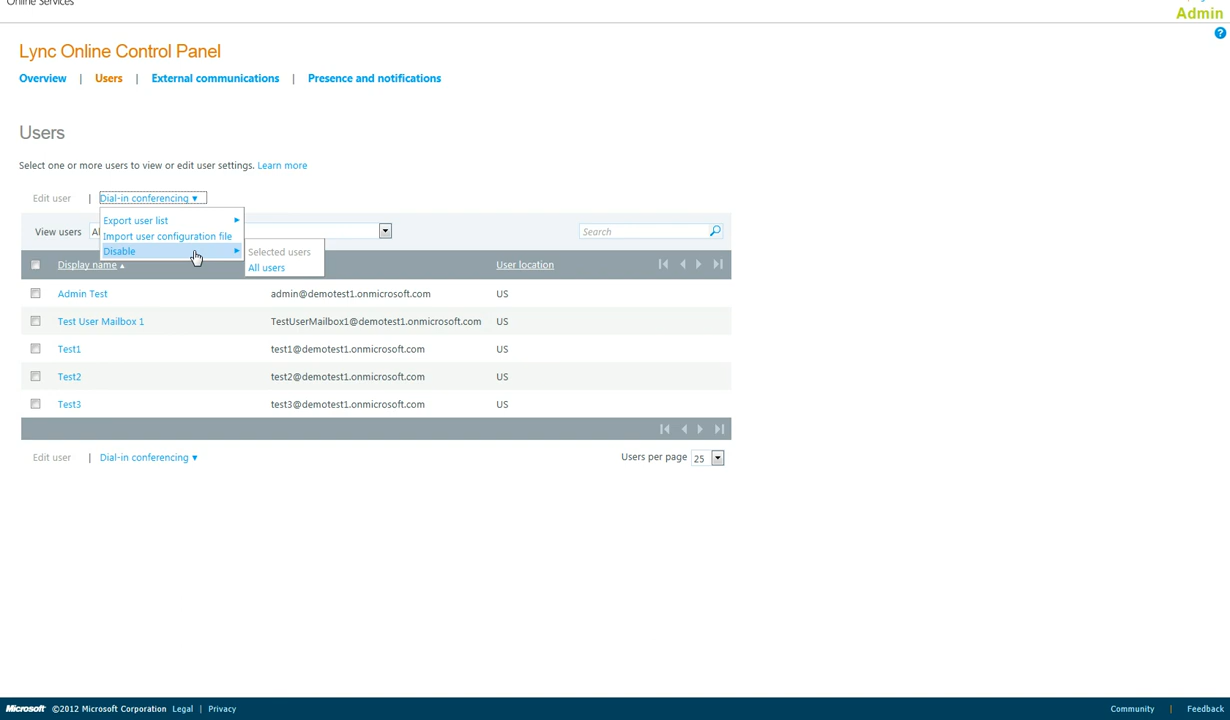 Online Services
Admin
Lync Online Control Panel
Overview | Users | External communications | Presence and notifications
Users
Select one or more users to view or edit user settings. Learn more
Edit user | Dial-in conferencing ▼
Export user list
View users Search
Import user configuration file
Disable Selected users
All users
Display name ▲ User location
Admin Test admin@demotest1.onmicrosoft.com US
Test User Mailbox 1 TestUserMailbox1@demotest1.onmicrosoft.com US
Test1 test1@demotest1.onmicrosoft.com US
Test2 test2@demotest1.onmicrosoft.com US
Test3 test3@demotest1.onmicrosoft.com US
Edit user | Dial-in conferencing ▼ Users per page 25
Microsoft ©2012 Microsoft Corporation Legal | Privacy Community | Feedback